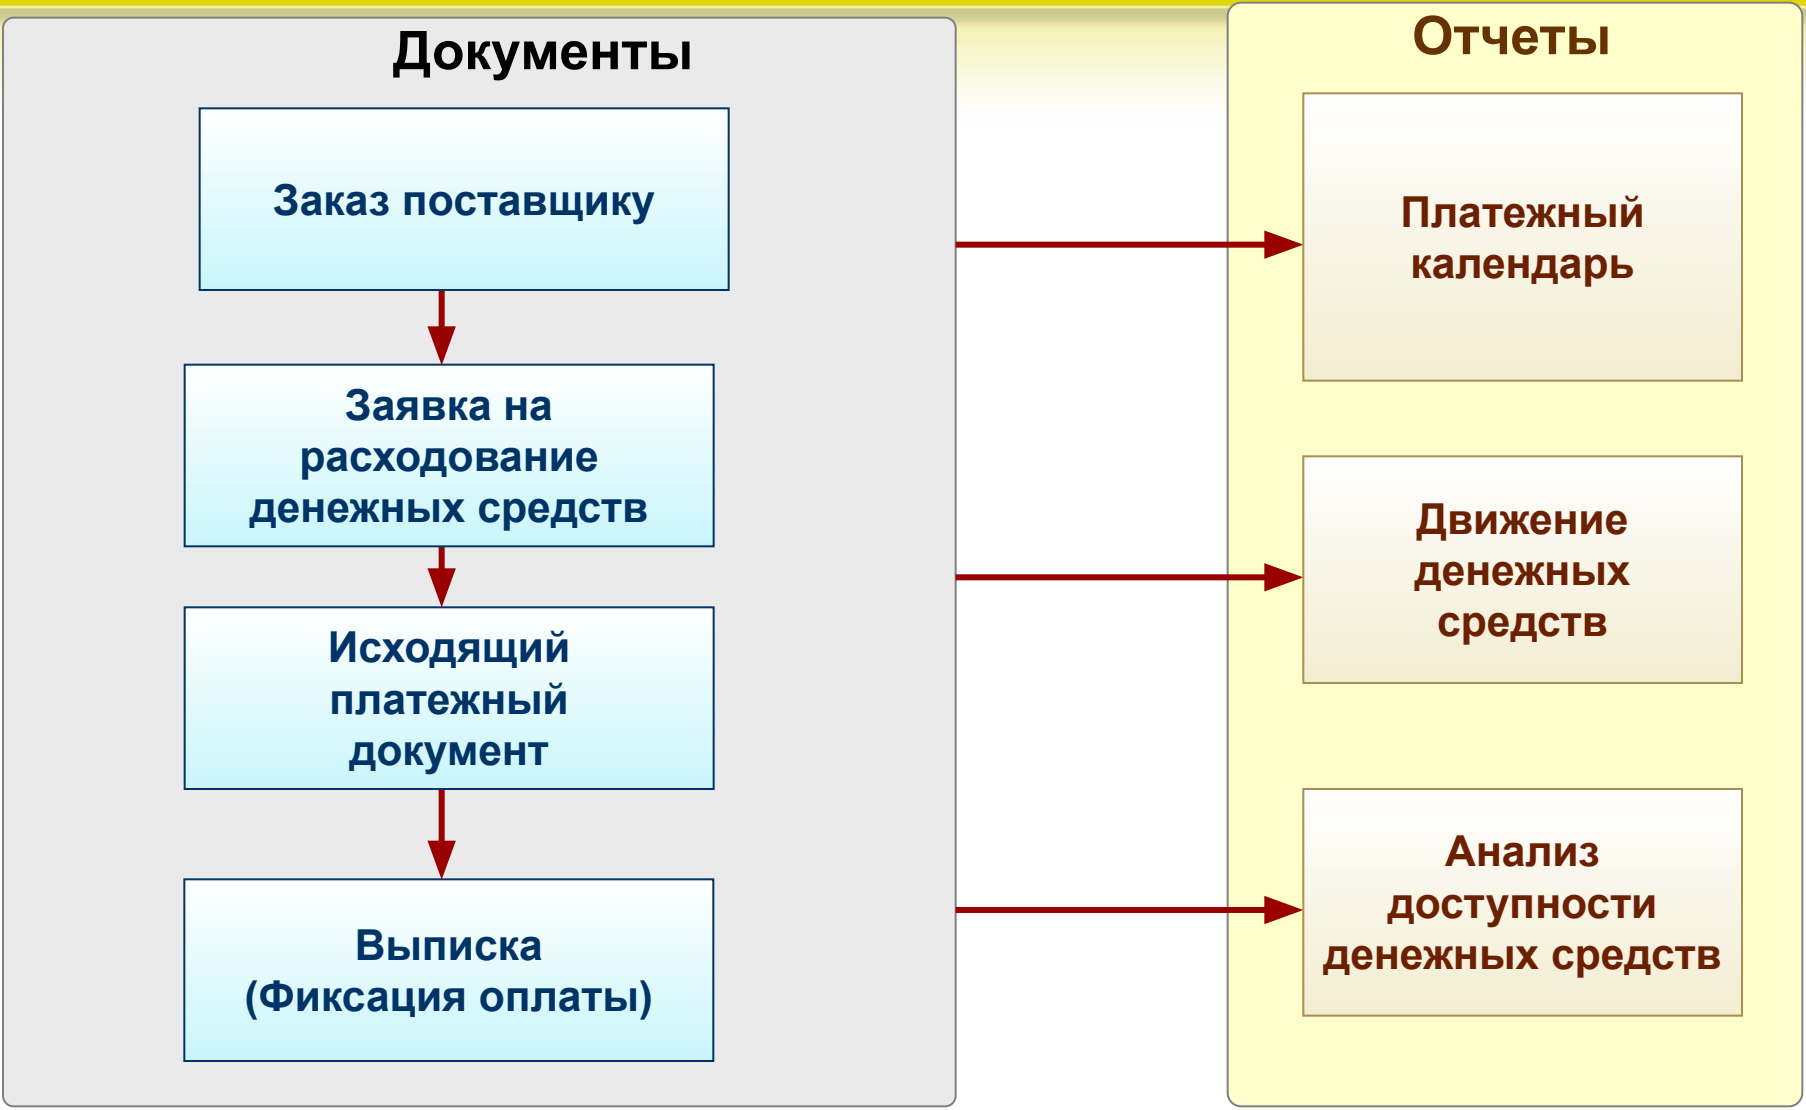 Документы
Заказ поставщику
Заявка на
расходование
денежных средств
Исходящий
платежный
документ
Выписка
(Фиксация оплаты)
Отчеты
Платежный
календарь
Движение
денежных
средств
Анализ
доступности
денежных средств